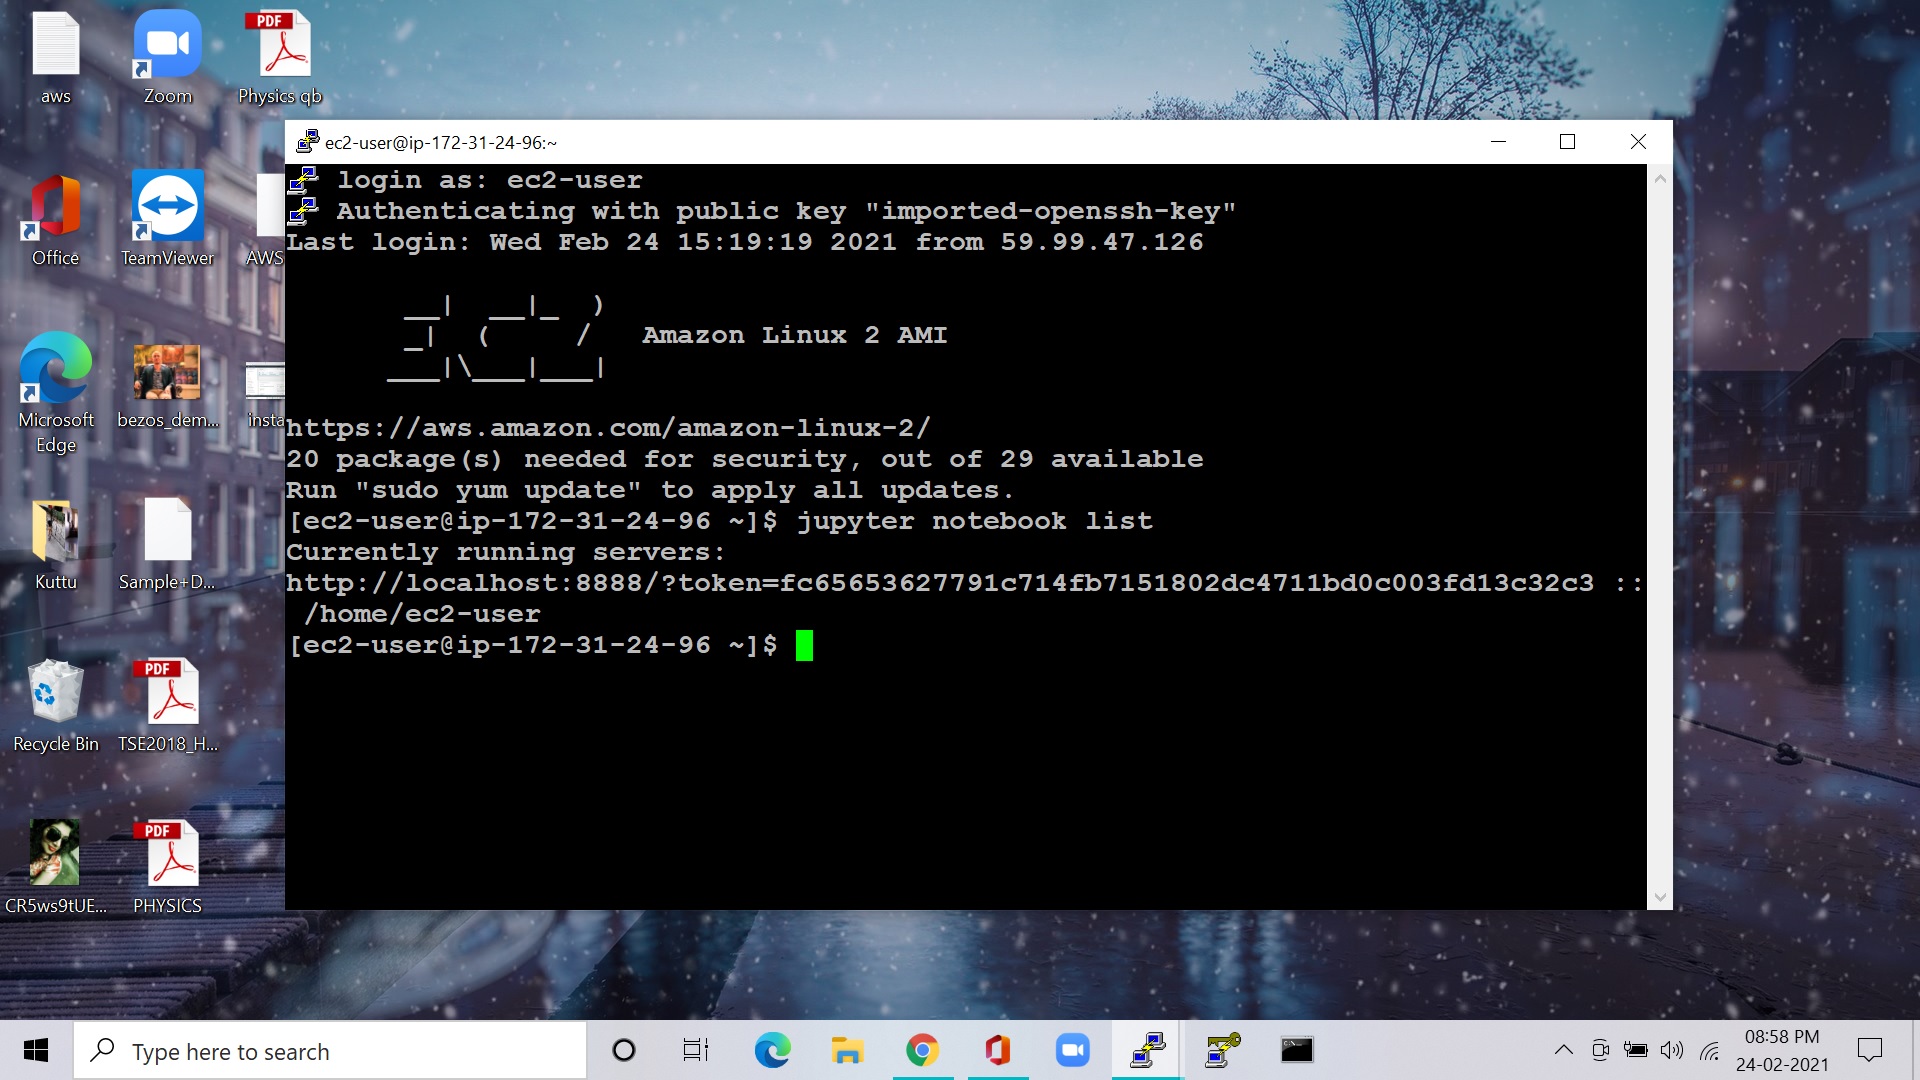 aws
Zoom
PDF
Physics qb
ec2-user@ip-172-31-24-96:~
login as: ec2-user
Authenticating with public key "imported-openssh-key"
Last login: Wed Feb 24 15:19:19 2021 from 59.99.47.126
       __|  __|_  )
       _|  (     /   Amazon Linux 2 AMI
      ___|\___|___|
https://aws.amazon.com/amazon-linux-2/
20 package(s) needed for security, out of 29 available
Run "sudo yum update" to apply all updates.
[ec2-user@ip-172-31-24-96 ~]$ jupyter notebook list
Currently running servers:
http://localhost:8888/?token=fc65653627791c714fb7151802dc4711bd0c003fd13c32c3 ::
/home/ec2-user
[ec2-user@ip-172-31-24-96 ~]$
Office
TeamViewer
AWS
Microsoft
Edge
bezos_dem...
insta
Kuttu
Sample+D...
Recycle Bin
PDF
TSE2018_H...
CR5ws9tUE...
PDF
PHYSICS
Type here to search
08:58 PM
24-02-2021